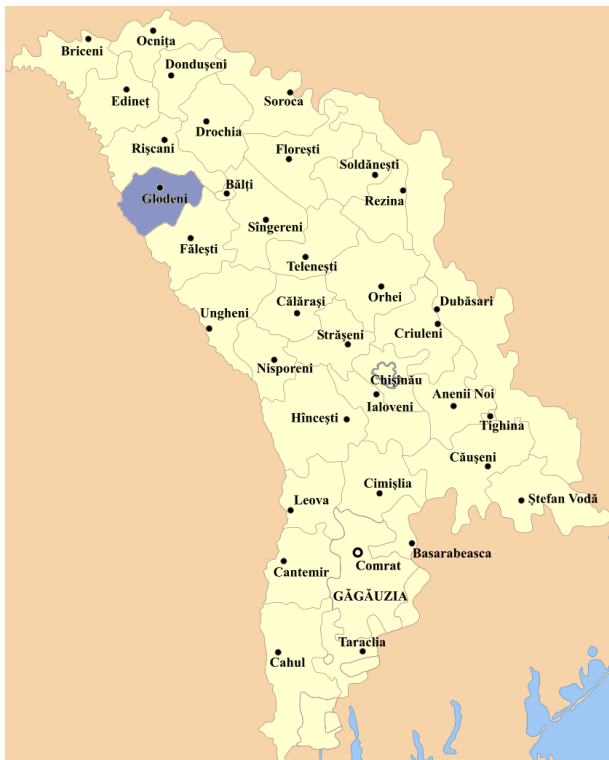 Ocnița
Briceni
Dondușeni
Edineț
Soroca
Drochia
Rîșcani
Florești
Soldănești
Bălți
Glodeni
Rezina
Sîngereni
Fălești
Telenești
Orhei
Călărași
Dubăsari
Ungheni
Criuleni
Strășeni
Nisporeni
Chișinău
Anenii Noi
Ialoveni
Hîncești
Tighina
Căușeni
Cimișlia
Leova
Ștefan Vodă
Basarabeasca
Comrat
Cantemir
GĂGĂUZIA
Taraclia
Cahul